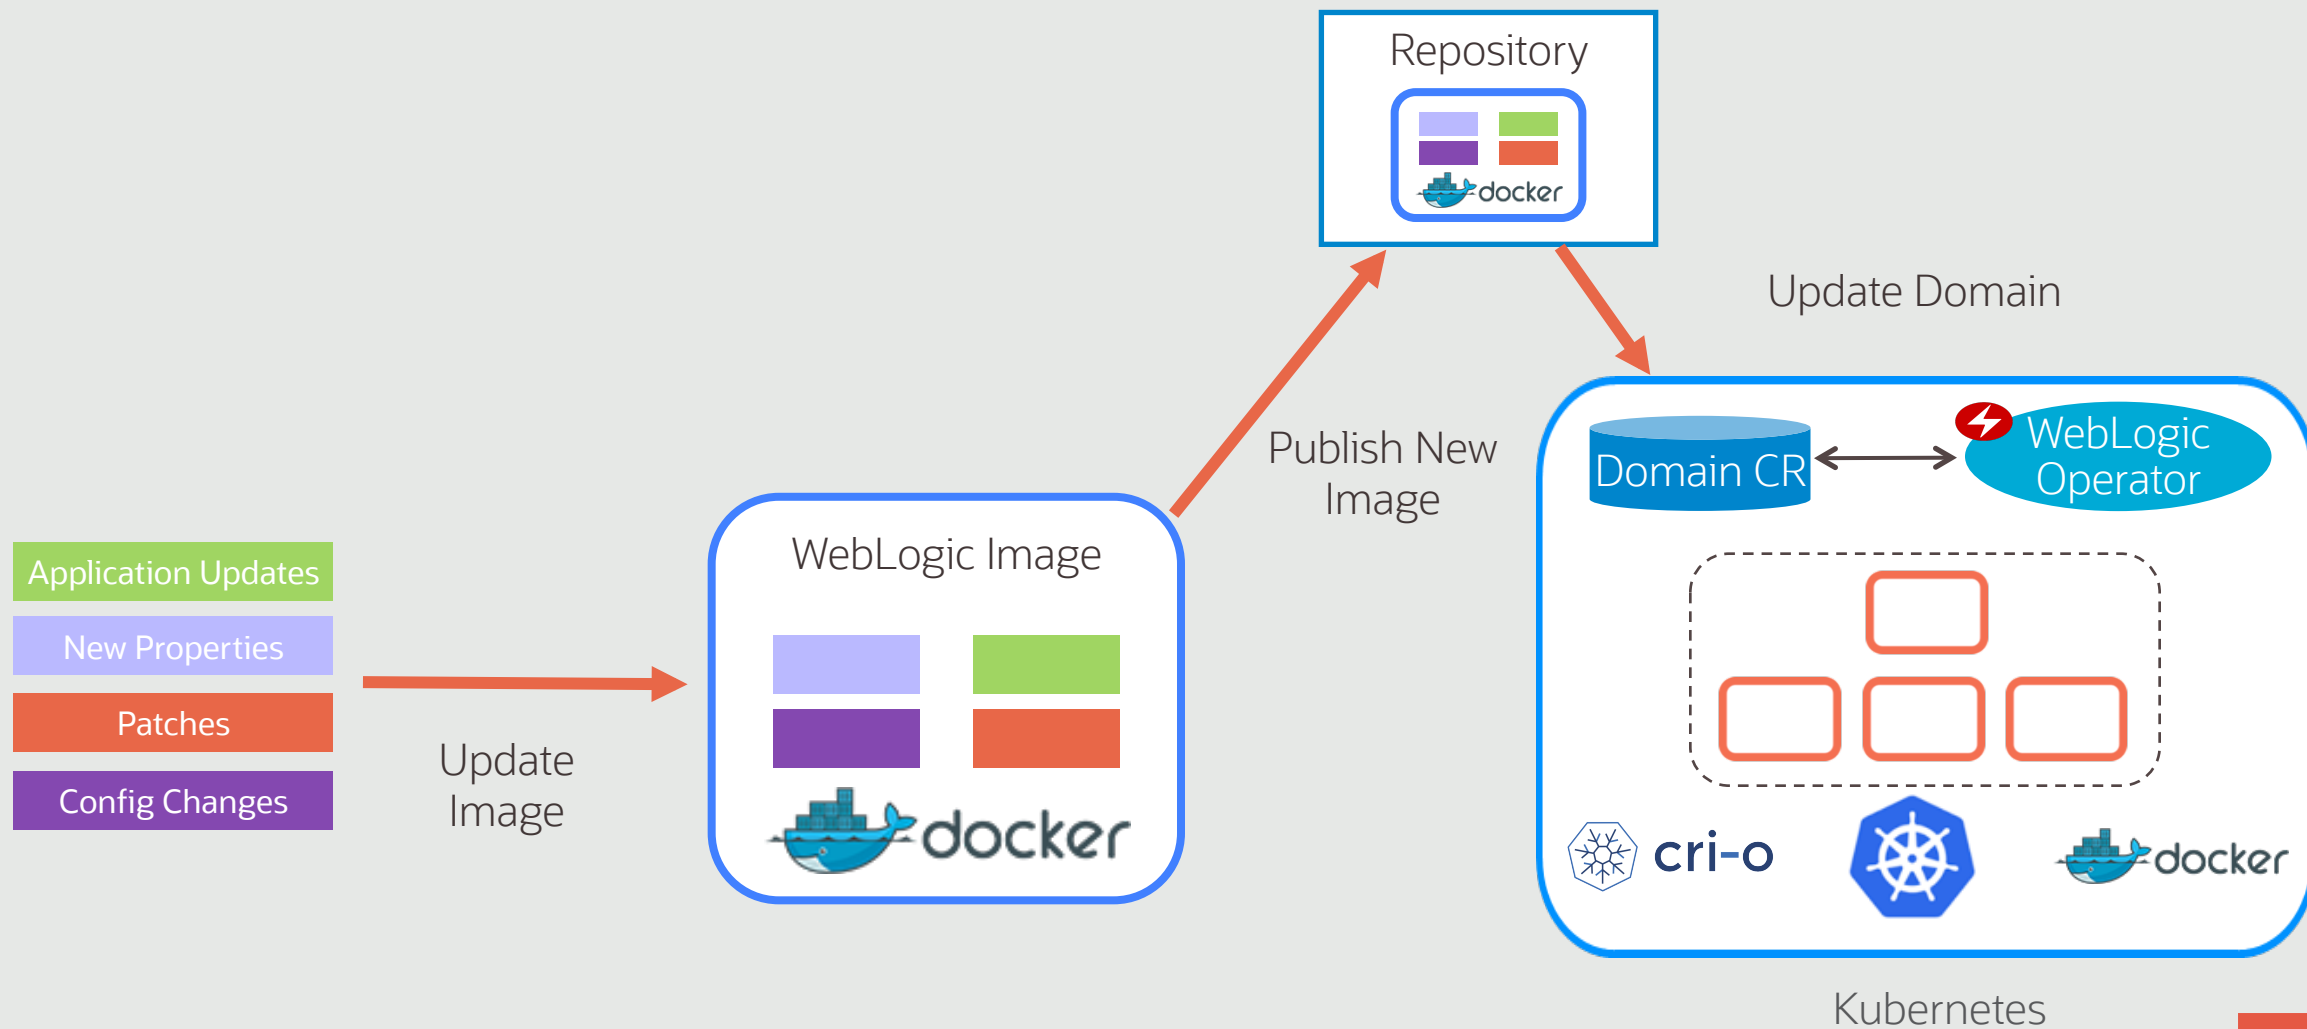 Repository
docker
Update Domain
Publish New
Image
Domain CR
WebLogic
Operator
WebLogic Image
Application Updates
New Properties
Patches
Config Changes
Update
Image
docker
cri-o
docker
Kubernetes